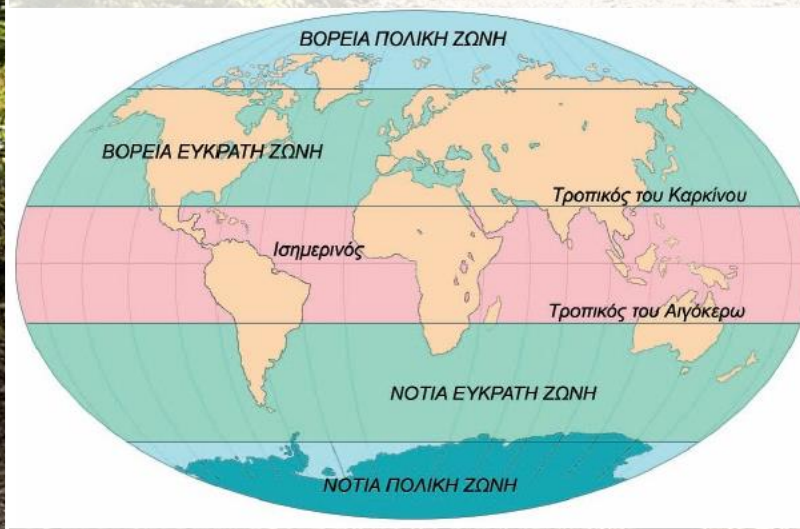 ΒΟΡΕΙΑ ΠΟΛΙΚΗ ΖΩΝΗ
ΒΟΡΕΙΑ ΕΥΚΡΑΤΗ ΖΩΝΗ
Τροπικός του Καρκίνου
Ισημερινός
Τροπικός του Αιγόκερω
ΝΟΤΙΑ ΕΥΚΡΑΤΗ ΖΩΝΗ
ΝΟΤΙΑ ΠΟΛΙΚΗ ΖΩΝΗ